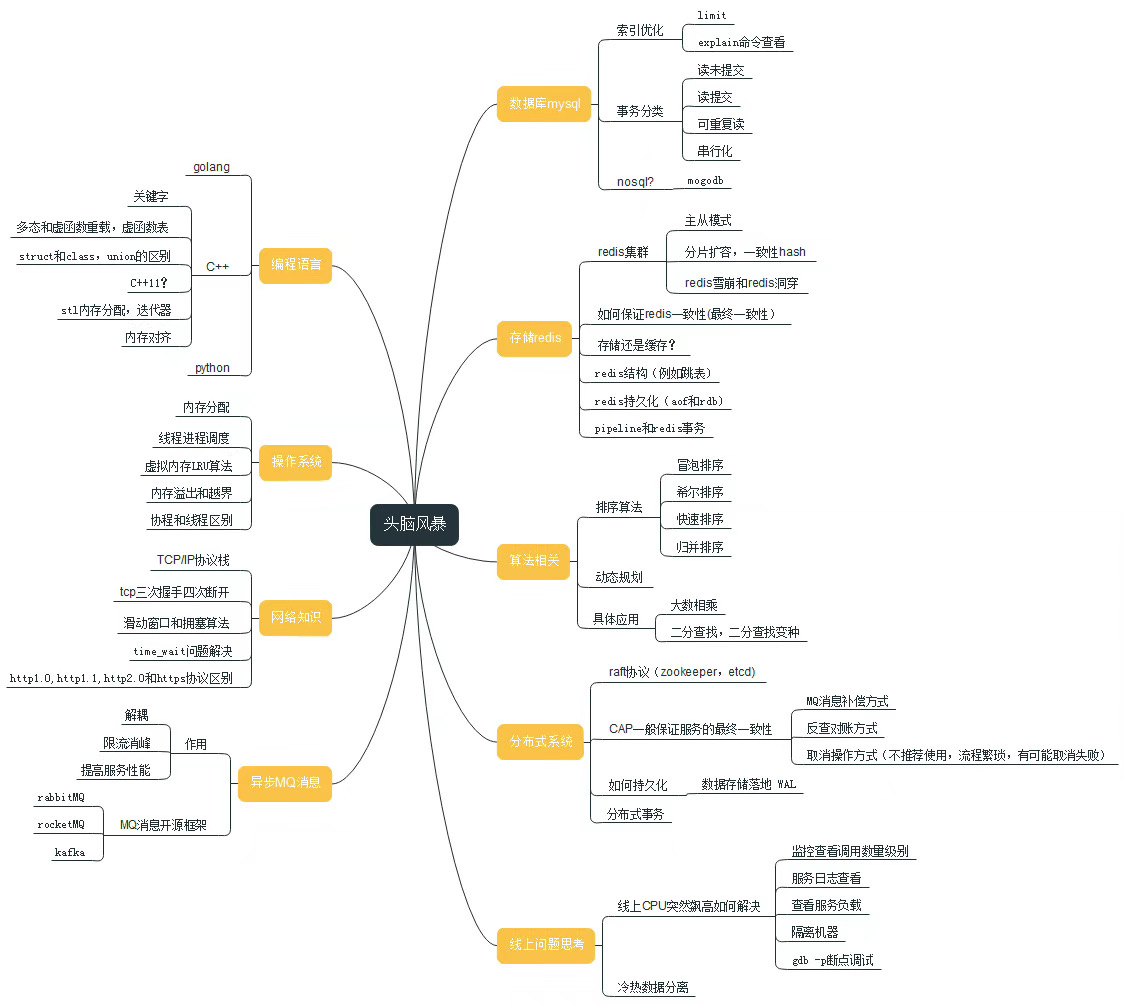 头脑风暴
数据库mysql
索引优化
limit
explain命令查看
事务分类
读未提交
读提交
可重复读
串行化
nosql?
mogodb
存储redis
redis集群
主从模式
分片扩容，一致性hash
redis雪崩和redis洞穿
如何保证redis一致性(最终一致性）
存储还是缓存？
redis结构（例如跳表）
redis持久化（aof和rdb）
pipeline和redis事务
算法相关
排序算法
冒泡排序
希尔排序
快速排序
归并排序
动态规划
具体应用
大数相乘
二分查找，二分查找变种
分布式系统
raft协议（zookeeper，etcd)
CAP一般保证服务的最终一致性
MQ消息补偿方式
反查对账方式
取消操作方式（不推荐使用，流程繁琐，有可能取消失败）
如何持久化
数据存储落地 WAL
分布式事务
线上问题思考
线上CPU突然飙高如何解决
监控查看调用数量级别
服务日志查看
查看服务负载
隔离机器
gdb -p断点调试
冷热数据分离
编程语言
golang
C++
关键字
多态和虚函数重载，虚函数表
struct和class，union的区别
C++11？
stl内存分配，迭代器
内存对齐
python
操作系统
内存分配
线程进程调度
虚拟内存LRU算法
内存溢出和越界
协程和线程区别
网络知识
TCP/IP协议栈
tcp三次握手四次断开
滑动窗口和拥塞算法
time_wait问题解决
http1.0,http1.1,http2.0和https协议区别
异步MQ消息
作用
解耦
限流消峰
提高服务性能
MQ消息开源框架
rabbitMQ
rocketMQ
kafka